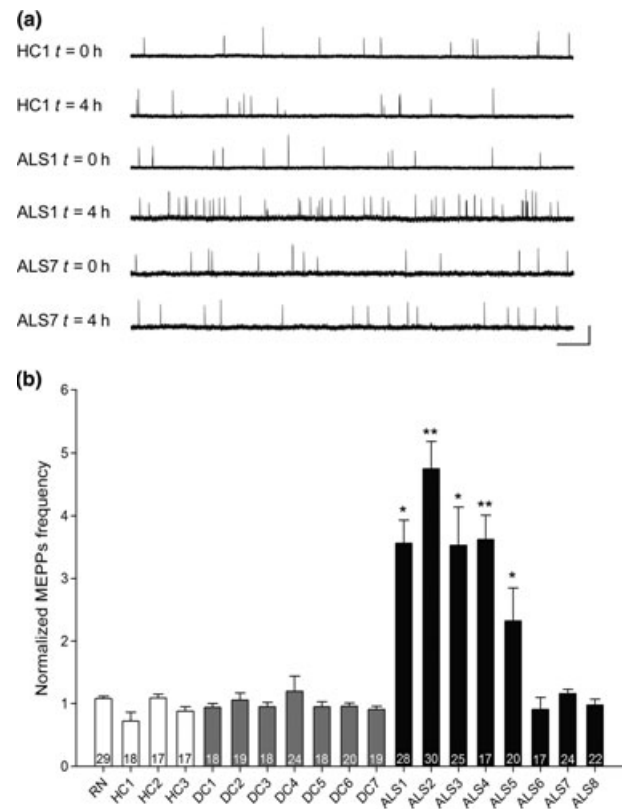 (a)
HC1 t = 0 h
HC1 t = 4 h
ALS1 t = 0 h
ALS1 t = 4 h
ALS7 t = 0 h
ALS7 t = 4 h
(b)
Normalized MEPPs frequency
6
5
4
3
2
1
0
* ** * ** *
29 18 17 17 18 19 18 24 18 20 19 28 30 25 17 20 17 24 22
RN HC1 HC2 HC3 DC1 DC2 DC3 DC4 DC5 DC6 DC7 ALS1 ALS2 ALS3 ALS4 ALS5 ALS6 ALS7 ALS8